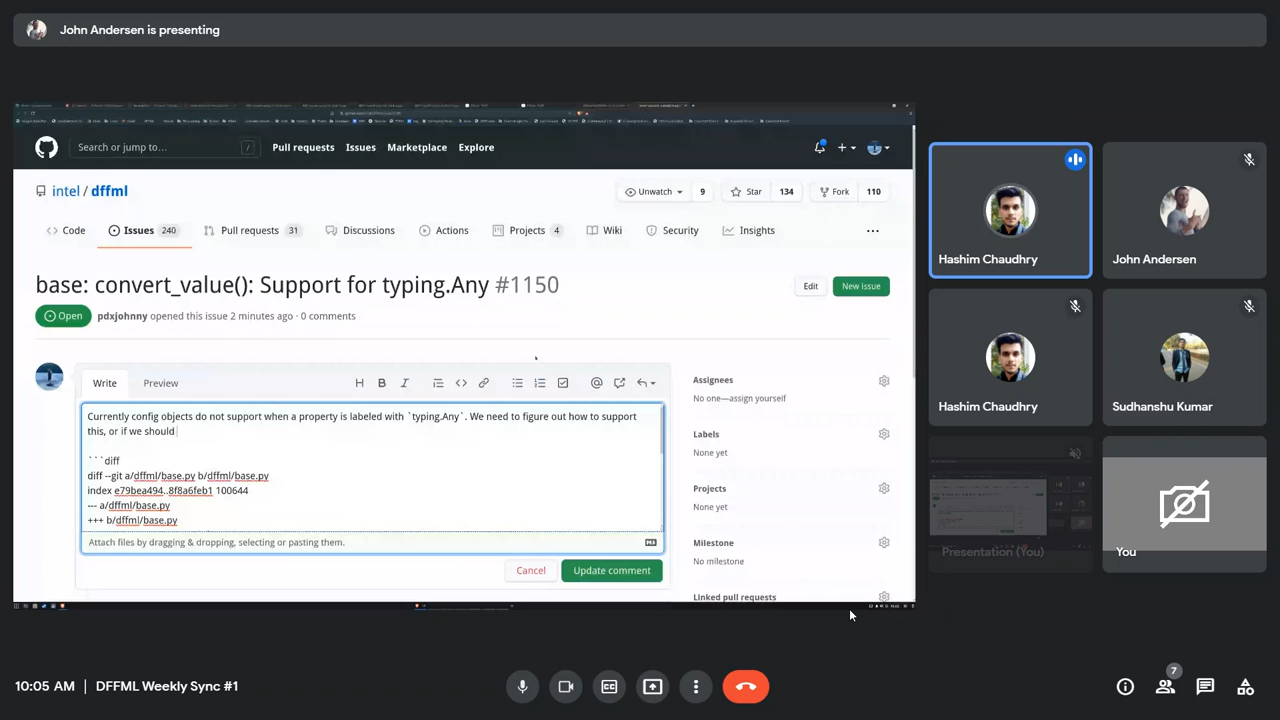 John Andersen is presenting
Search or jump to…
/
Pull requests
Issues
Marketplace
Explore
intel / dffml
Unwatch
9
Star
134
Fork
110
Code
Issues 240
Pull requests 31
Discussions
Actions
Projects 4
Wiki
Security
Insights
base: convert_value(): Support for typing.Any #1150
Edit
New issue
Open
pdxjohnny opened this issue 2 minutes ago · 0 comments
Write
Preview
Currently config objects do not support when a property is labeled with `typing.Any`. We need to figure out how to support
this, or if we should
```diff
diff --git a/dffml/base.py b/dffml/base.py
index e79bea494..8f8a6feb1 100644
--- a/dffml/base.py
+++ b/dffml/base.py
Attach files by dragging & dropping, selecting or pasting them.
Cancel
Update comment
Assignees
No one—assign yourself
Labels
None yet
Projects
None yet
Milestone
No milestone
Linked pull requests
Hashim Chaudhry
John Andersen
Hashim Chaudhry
Sudhanshu Kumar
Presentation (You)
You
10:05 AM | DFFML Weekly Sync #1
7